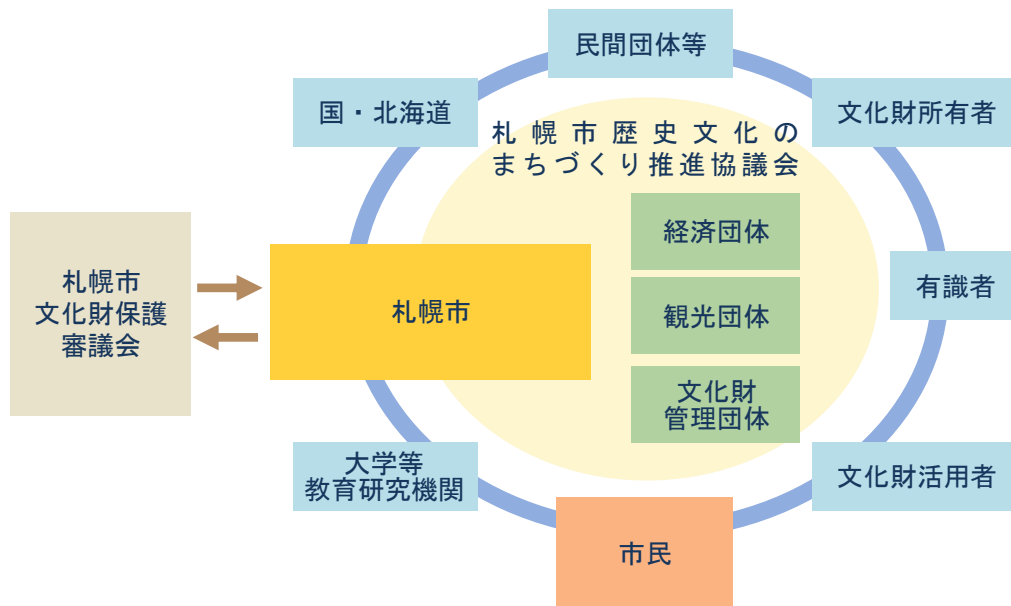 民間団体等
国・北海道
文化財所有者
札幌市歴史文化の
まちづくり推進協議会
経済団体
札幌市
文化財保護
審議会
札幌市
観光団体
有識者
文化財
管理団体
大学等
教育研究機関
文化財活用者
市民